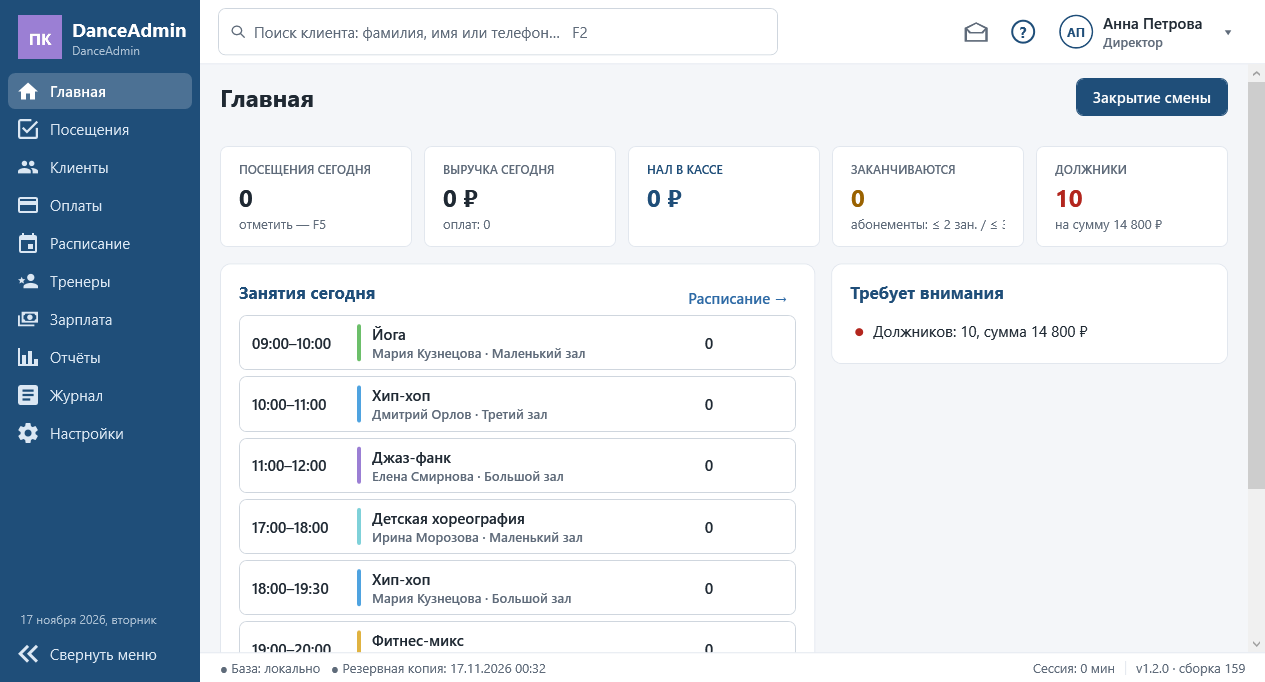 ПК
DanceAdmin
DanceAdmin
Главная
Посещения
Клиенты
Оплаты
Расписание
Тренеры
Зарплата
Отчёты
Журнал
Настройки
17 ноября 2026, вторник
Свернуть меню
Поиск клиента: фамилия, имя или телефон... F2
?
АП
Анна Петрова
Директор
Главная
Закрытие смены
ПОСЕЩЕНИЯ СЕГОДНЯ
0
отметить — F5
ВЫРУЧКА СЕГОДНЯ
0 ₽
оплат: 0
НАЛ В КАССЕ
0 ₽
ЗАКАНЧИВАЮТСЯ
0
абонементы: ≤ 2 зан. / ≤
ДОЛЖНИКИ
10
на сумму 14 800 ₽
Занятия сегодня
Расписание →
09:00–10:00
Йога
Мария Кузнецова · Маленький зал
0
10:00–11:00
Хип-хоп
Дмитрий Орлов · Третий зал
0
11:00–12:00
Джаз-фанк
Елена Смирнова · Большой зал
0
17:00–18:00
Детская хореография
Ирина Морозова · Маленький зал
0
18:00–19:30
Хип-хоп
Мария Кузнецова · Большой зал
0
19:00–20:00
Фитнес-микс
0
Требует внимания
Должников: 10, сумма 14 800 ₽
База: локально
Резервная копия: 17.11.2026 00:32
Сессия: 0 мин
v1.2.0 · сборка 159